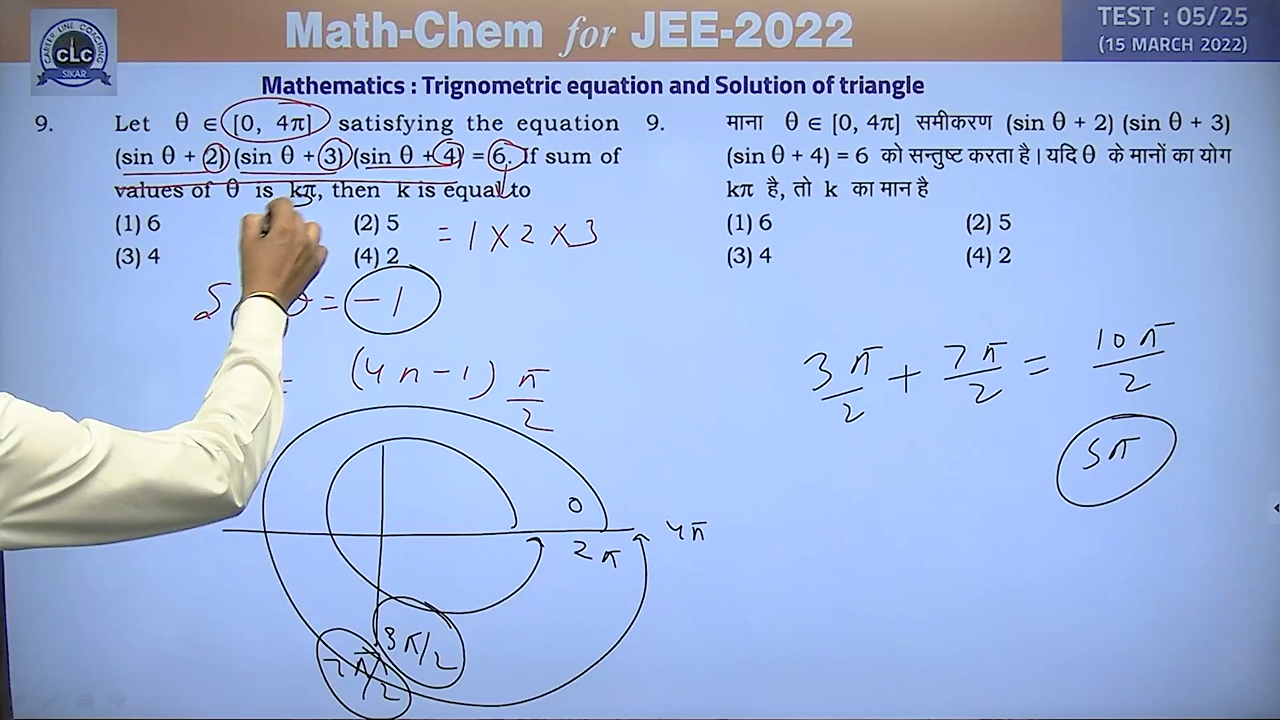 CAREER LINE COACHING
CLC
SIKAR
Math-Chem for JEE-2022
TEST : 05/25
(15 MARCH 2022)
Mathematics : Trignometric equation and Solution of triangle
9. Let θ ∈ [0, 4π] satisfying the equation
(sin θ + 2) (sin θ + 3) (sin θ + 4) = 6. If sum of
values of θ is kπ, then k is equal to
(1) 6 (2) 5
(3) 4 (4) 2
= 1 × 2 × 3
θ = -1
= (4n-1) π/2
0
2π
4π
3π/2
7π/2
9. माना θ ∈ [0, 4π] समीकरण (sin θ + 2) (sin θ + 3)
(sin θ + 4) = 6 को सन्तुष्ट करता है। यदि θ के मानों का योग
kπ है, तो k का मान है
(1) 6 (2) 5
(3) 4 (4) 2
3π/2 + 7π/2 = 10π/2
5π